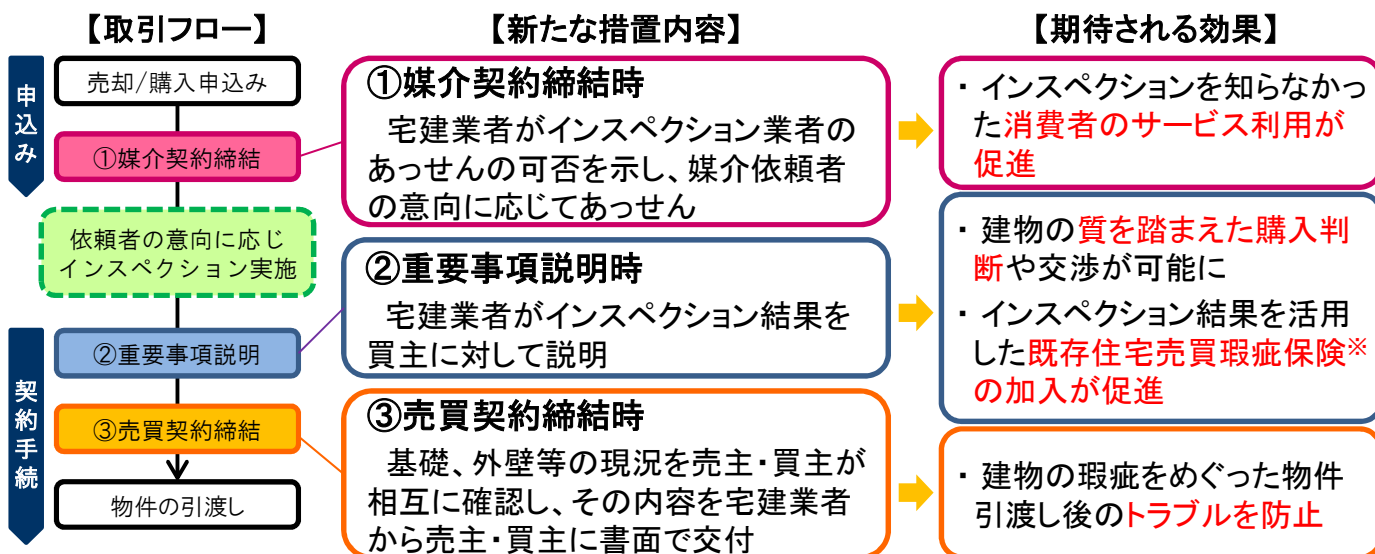 【取引フロー】
申込み
売却/購入申込み
①媒介契約締結
依頼者の意向に応じ
インスペクション実施
契約手続
②重要事項説明
③売買契約締結
物件の引渡し
【新たな措置内容】
①媒介契約締結時
宅建業者がインスペクション業者の
あっせんの可否を示し、媒介依頼者
の意向に応じてあっせん
②重要事項説明時
宅建業者がインスペクション結果を
買主に対して説明
③売買契約締結時
基礎、外壁等の現況を売主・買主が
相互に確認し、その内容を宅建業者
から売主・買主に書面で交付
【期待される効果】
・インスペクションを知らなかっ
た消費者のサービス利用が
促進
・建物の質を踏まえた購入判
断や交渉が可能に
・インスペクション結果を活用
した既存住宅売買瑕疵保険※
の加入が促進
・建物の瑕疵をめぐった物件
引渡し後のトラブルを防止